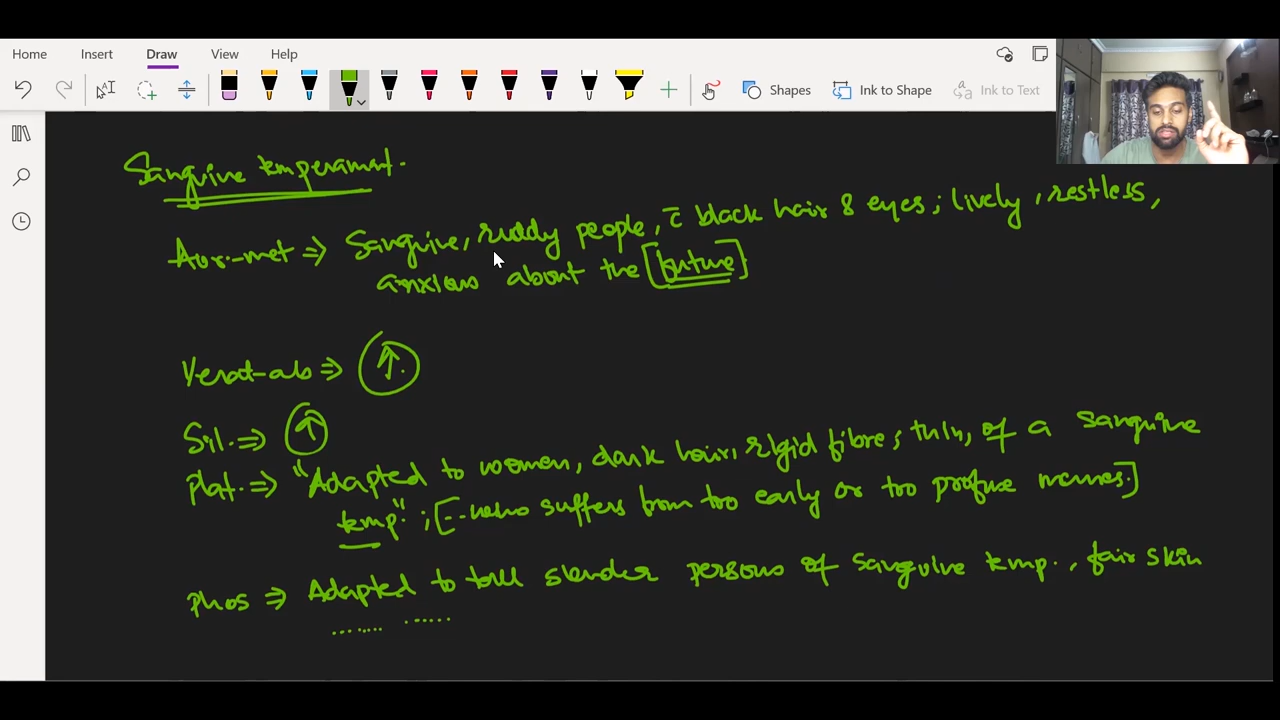 Home Insert Draw View Help
Shapes Ink to Shape Ink to Text
Sanguine temperament.
Aur.-met ⇒ Sanguine, ruddy people, c̄ black hair & eyes; lively, restless,
anxious about the [future]
Verat-alb ⇒ ↑
Sil. ⇒ ↑
Plat. ⇒ "Adapted to women, dark hair, rigid fibre; thin, of a sanguine
temp." ; [-- who suffers from too early or too profuse menses.]
Phos ⇒ Adapted to tall slender persons of sanguine temp., fair skin
...... ......